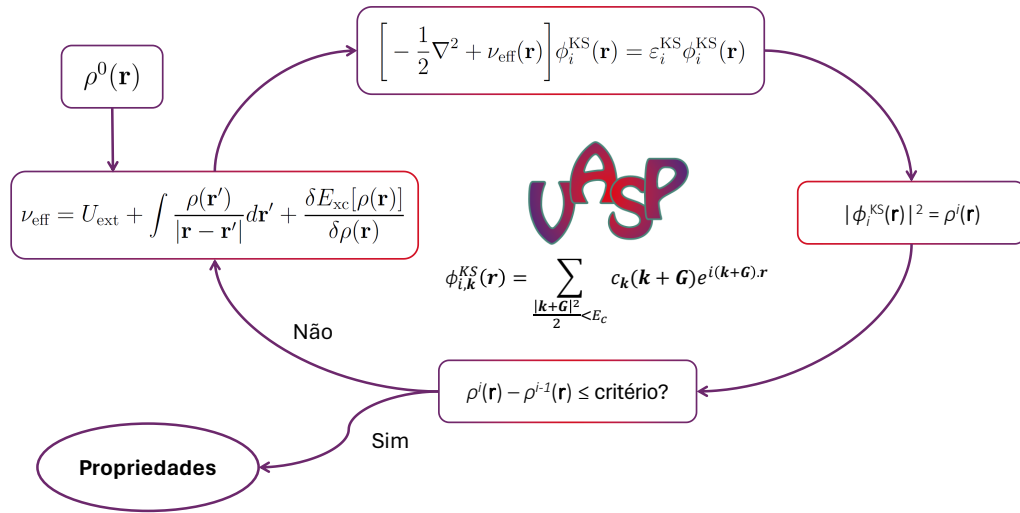 [ - 1/2 ∇² + ν_eff(𝐫) ] ϕ_i^KS(𝐫) = ε_i^KS ϕ_i^KS(𝐫)
ρ⁰(𝐫)
ν_eff = U_ext + ∫ ρ(𝐫′)/|𝐫 − 𝐫′| d𝐫′ + δE_xc[ρ(𝐫)]/δρ(𝐫)
VASP
|ϕ_i^KS(𝐫)|² = ρ^i(𝐫)
ϕ_{i,𝒌}^{KS}(𝒓) = ∑_{|𝒌+𝑮|²/2 < E_c} c_𝒌(𝒌 + 𝑮)e^{i(𝒌+𝑮).𝒓}
Não
ρ^i(𝐫) – ρ^{i-1}(𝐫) ≤ critério?
Sim
Propriedades